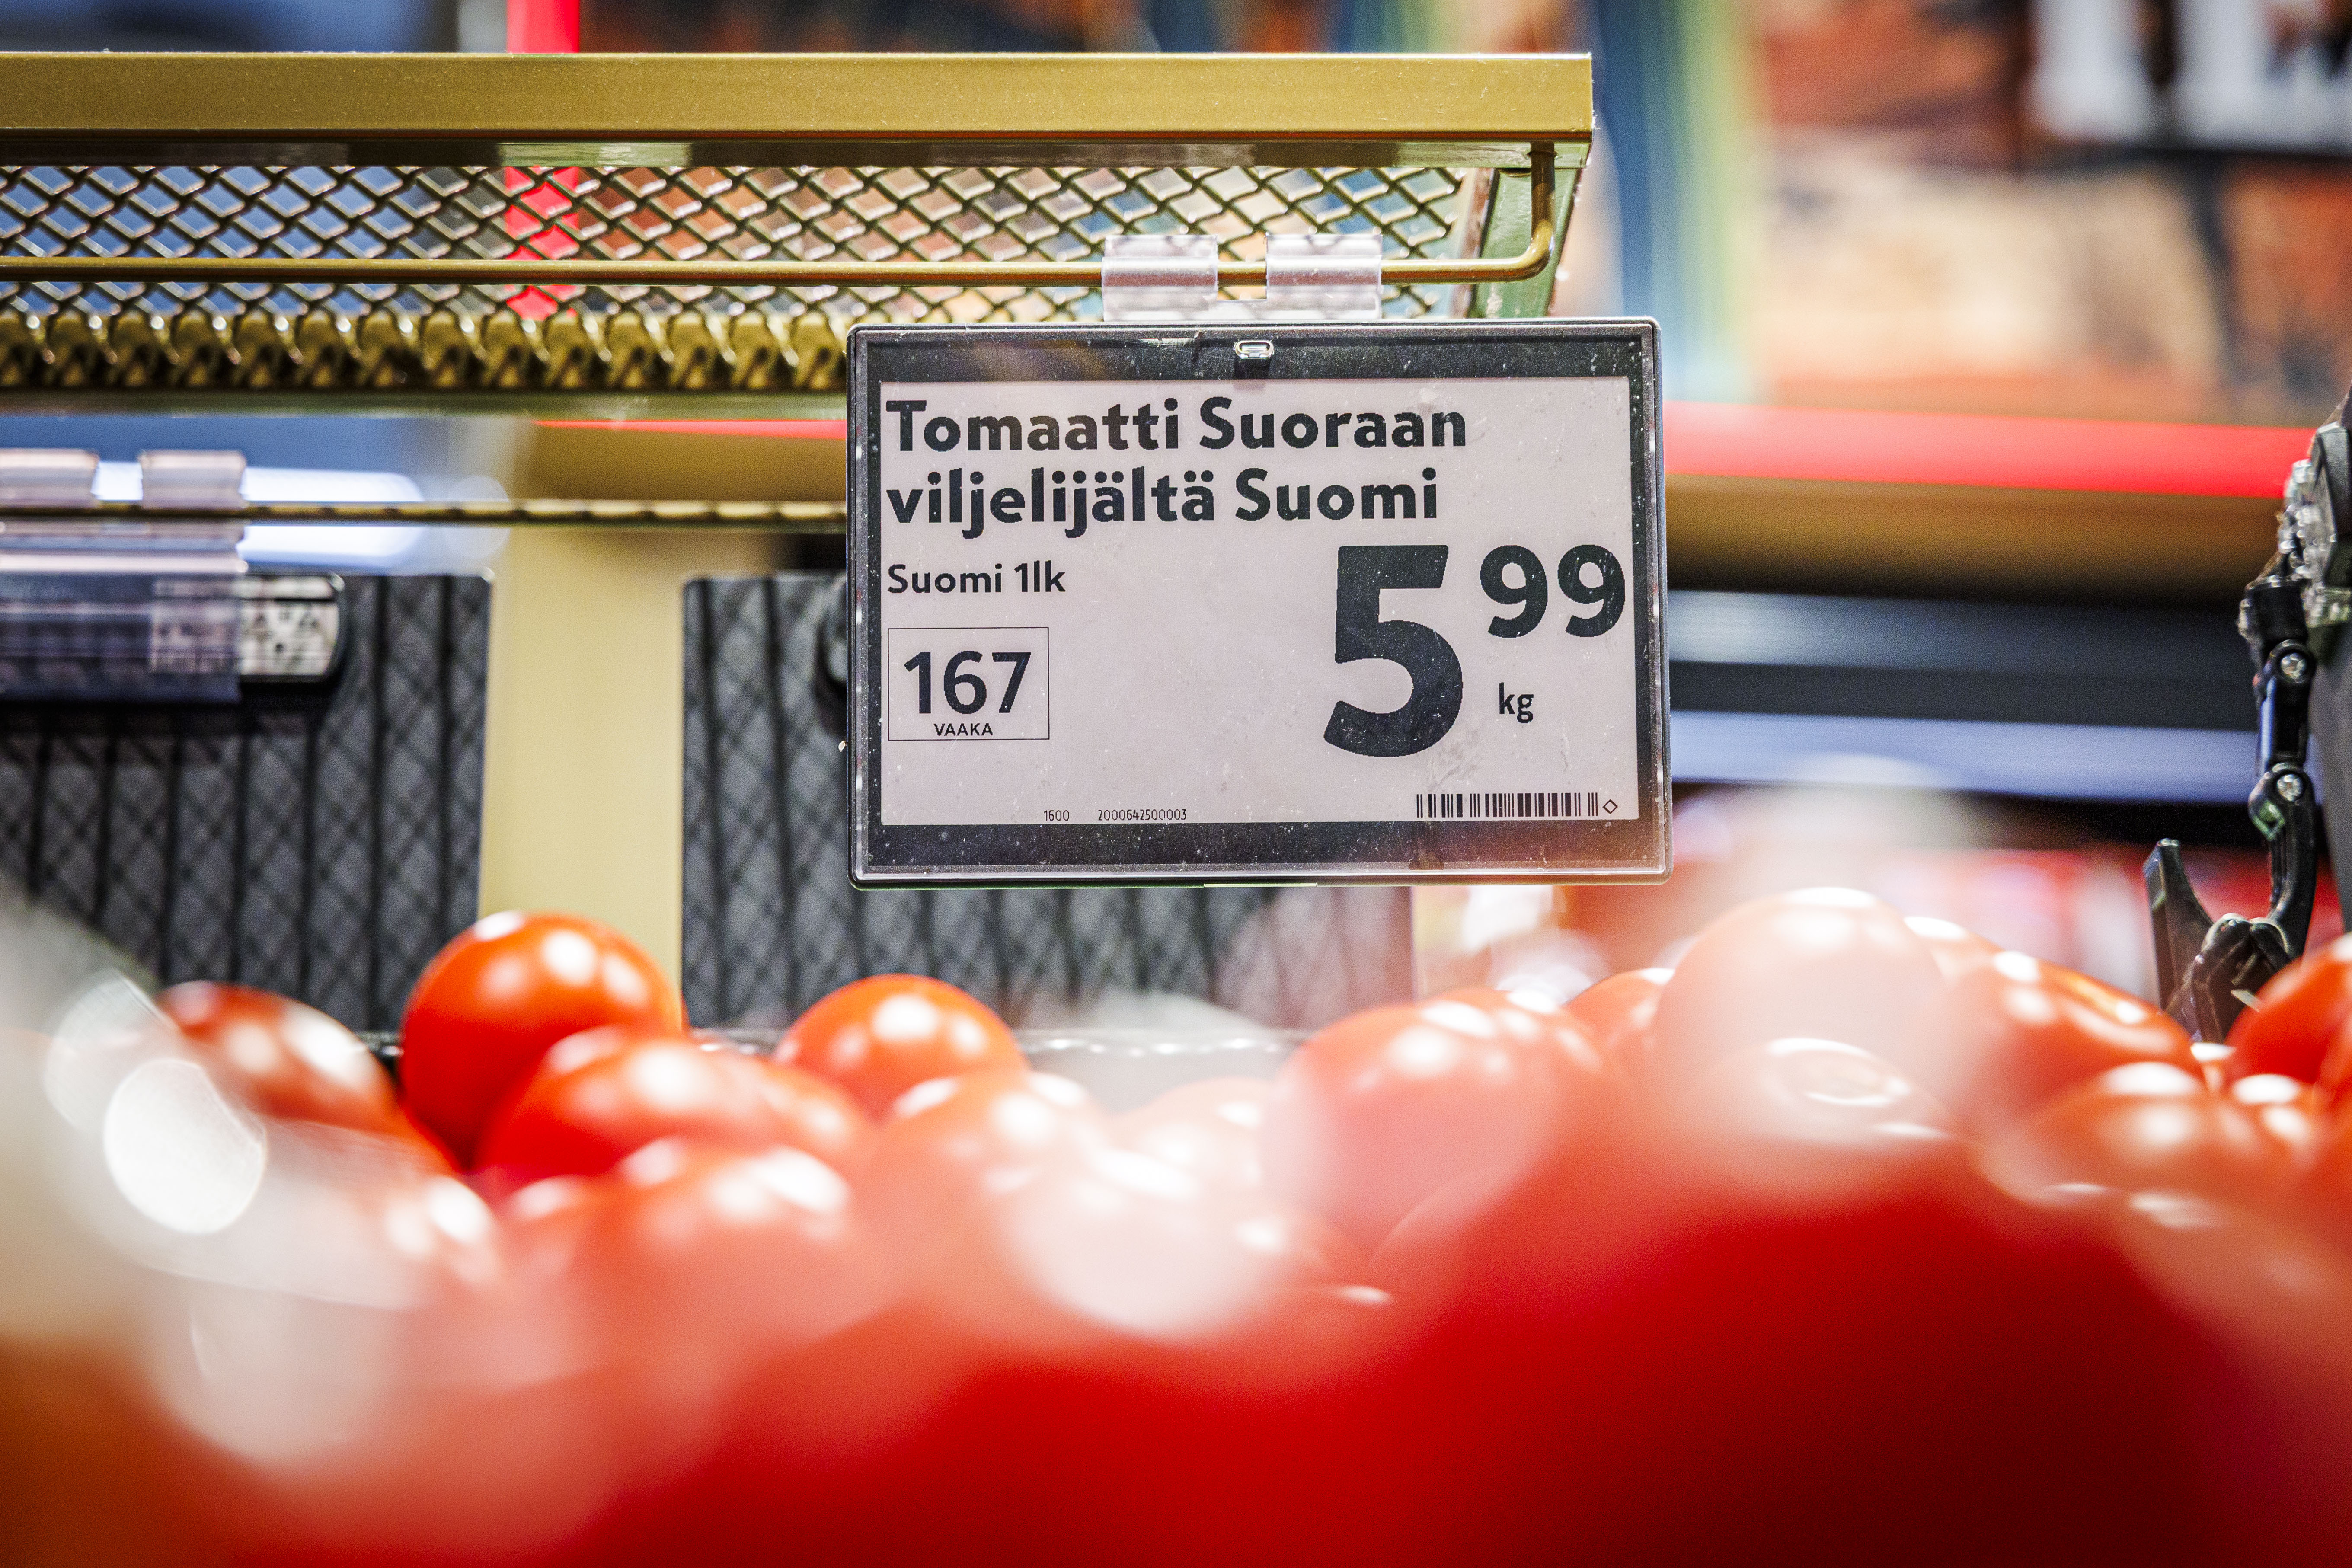 Tomaatti Suoraan
viljelijältä Suomi
Suomi 1lk
5 99
kg
167
VAAKA
1600 2000642500003